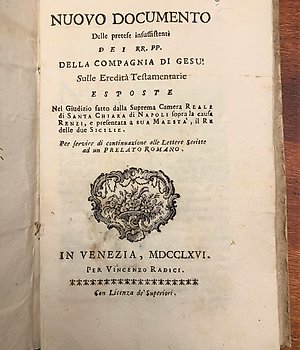 NUOVO DOCUMENTO
Delle pretese insussistenti
DEI RR. PP.
DELLA COMPAGNIA DI GESU'
Sulle Eredità Testamentarie
ESPOSTE
Nel Giudizio fatto dalla Suprema Camera REALE
di SANTA CHIARA di NAPOLI sopra la causa
RENZI, e presentata a SUA MAESTA', il RE
delle due SICILIE.
Per servire di continuazione alle Lettere Scritte
ad un PRELATO ROMANO.
IN VENEZIA, MDCCLXVI.
PER VINCENZO RADICI.
Con Licenza de' Superiori.